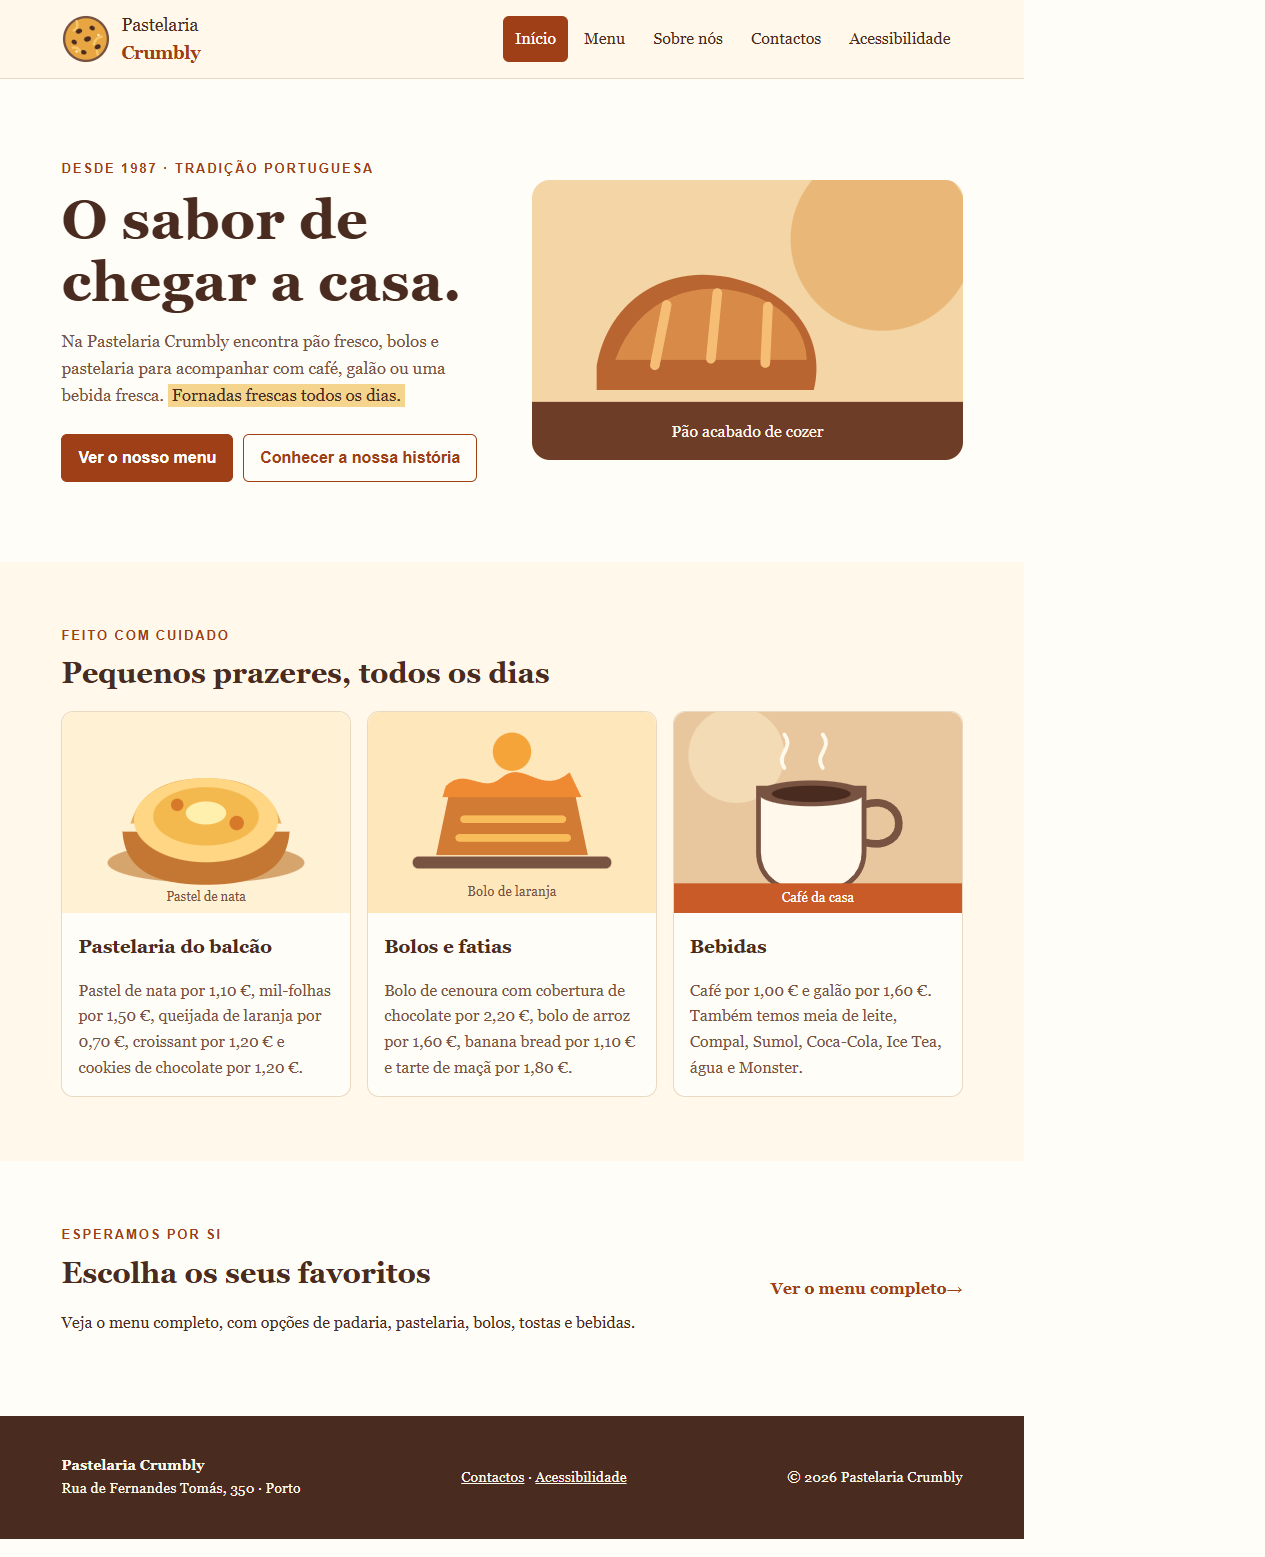 Pastelaria
Crumbly
Início
Menu
Sobre nós
Contactos
Acessibilidade
DESDE 1987 · TRADIÇÃO PORTUGUESA
O sabor de
chegar a casa.
Na Pastelaria Crumbly encontra pão fresco, bolos e
pastelaria para acompanhar com café, galão ou uma
bebida fresca. Fornadas frescas todos os dias.
Ver o nosso menu
Conhecer a nossa história
Pão acabado de cozer
FEITO COM CUIDADO
Pequenos prazeres, todos os dias
Pastel de nata
Pastelaria do balcão
Pastel de nata por 1,10 €, mil-folhas
por 1,50 €, queijada de laranja por
0,70 €, croissant por 1,20 € e
cookies de chocolate por 1,20 €.
Bolo de laranja
Bolos e fatias
Bolo de cenoura com cobertura de
chocolate por 2,20 €, bolo de arroz
por 1,60 €, banana bread por 1,10 €
e tarte de maçã por 1,80 €.
Café da casa
Bebidas
Café por 1,00 € e galão por 1,60 €.
Também temos meia de leite,
Compal, Sumol, Coca-Cola, Ice Tea,
água e Monster.
ESPERAMOS POR SI
Escolha os seus favoritos
Veja o menu completo, com opções de padaria, pastelaria, bolos, tostas e bebidas.
Ver o menu completo→
Pastelaria Crumbly
Rua de Fernandes Tomás, 350 · Porto
Contactos · Acessibilidade
© 2026 Pastelaria Crumbly